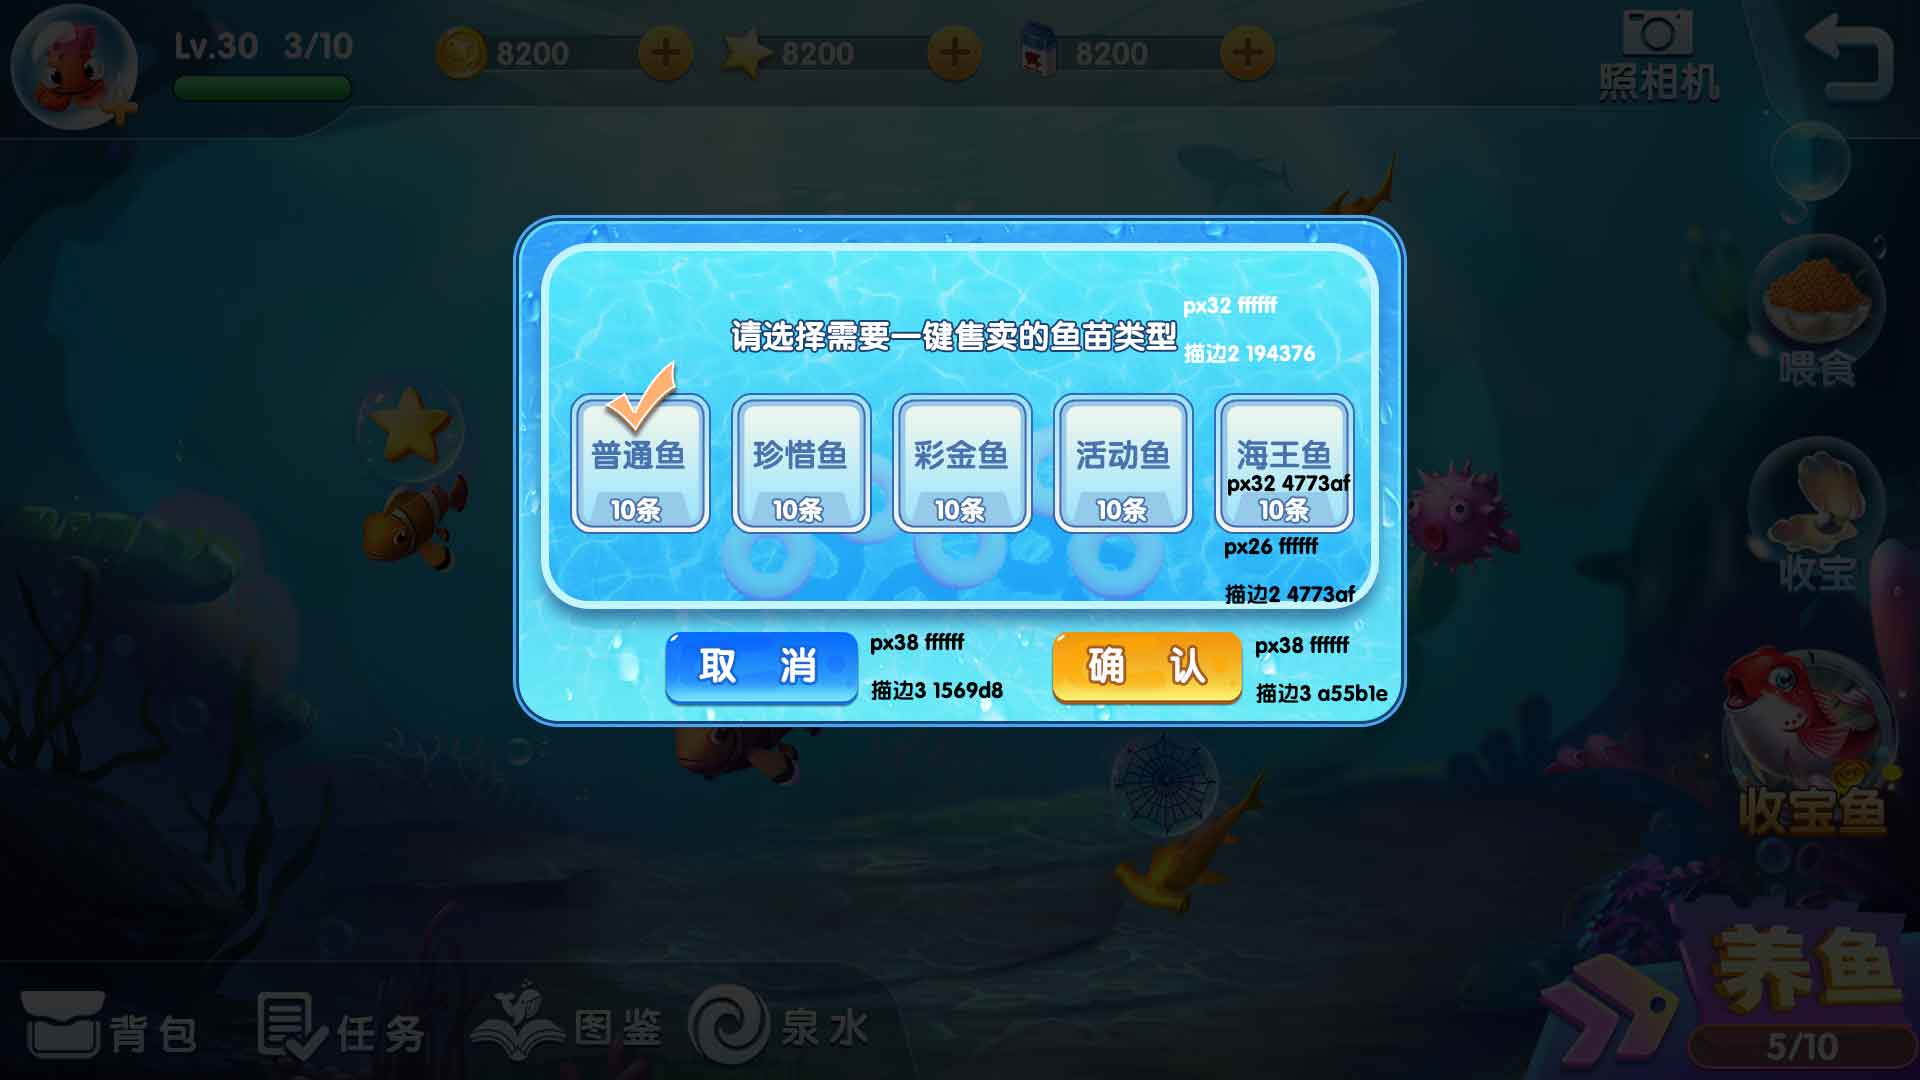 Lv.30 3/10
8200
8200
8200
照相机
px32 ffffff
请选择需要一键售卖的鱼苗类型
描边2 194376
普通鱼
珍惜鱼
彩金鱼
活动鱼
海王鱼
px32 4773af
10条
10条
10条
10条
10条
px26 ffffff
描边2 4773af
取 消
px38 ffffff
描边3 1569d8
确 认
px38 ffffff
描边3 a55b1e
喂食
收宝
收宝鱼
背包
任务
图鉴
泉水
养鱼
5/10